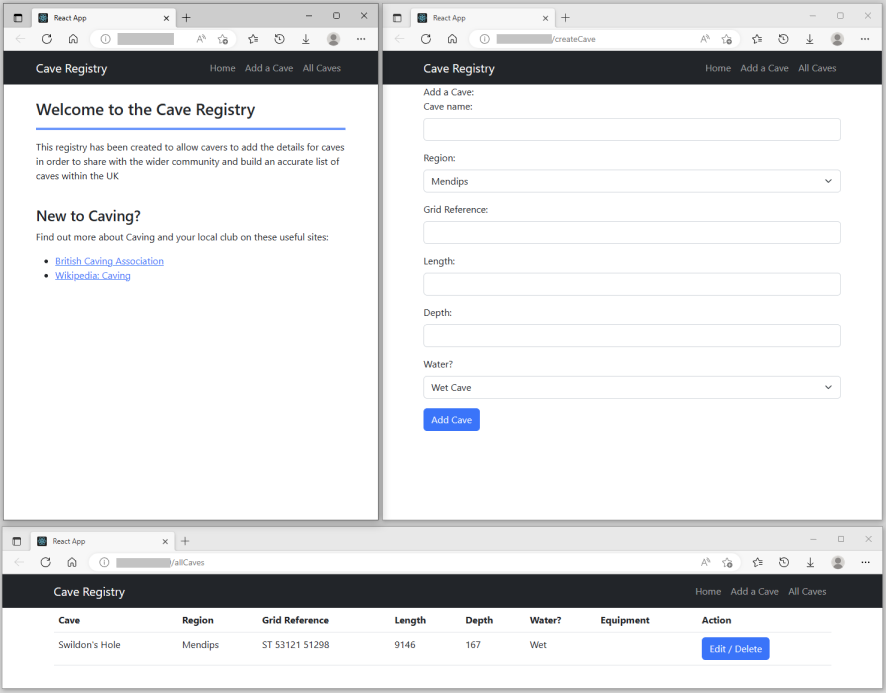 React App
Cave Registry
Home Add a Cave All Caves
Welcome to the Cave Registry
This registry has been created to allow cavers to add the details for caves
in order to share with the wider community and build an accurate list of
caves within the UK
New to Caving?
Find out more about Caving and your local club on these useful sites:
British Caving Association
Wikipedia: Caving
React App
/createCave
Cave Registry
Home Add a Cave All Caves
Add a Cave:
Cave name:
Region:
Mendips
Grid Reference:
Length:
Depth:
Water?
Wet Cave
Add Cave
React App
/allCaves
Cave Registry
Home Add a Cave All Caves
Cave Region Grid Reference Length Depth Water? Equipment Action
Swildon's Hole Mendips ST 53121 51298 9146 167 Wet Edit / Delete